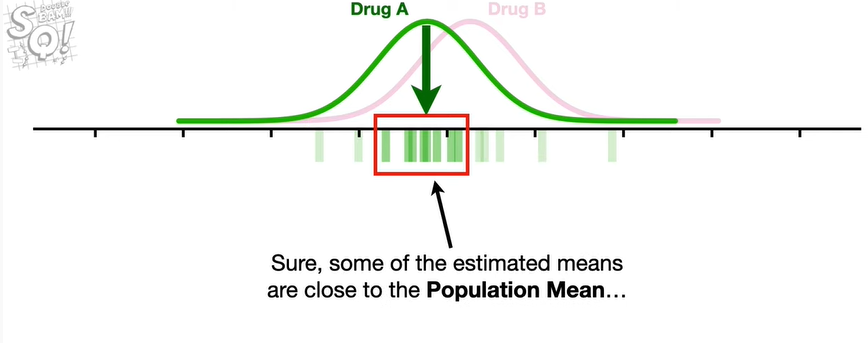 Drug A
Drug B
Sure, some of the estimated means
are close to the Population Mean…